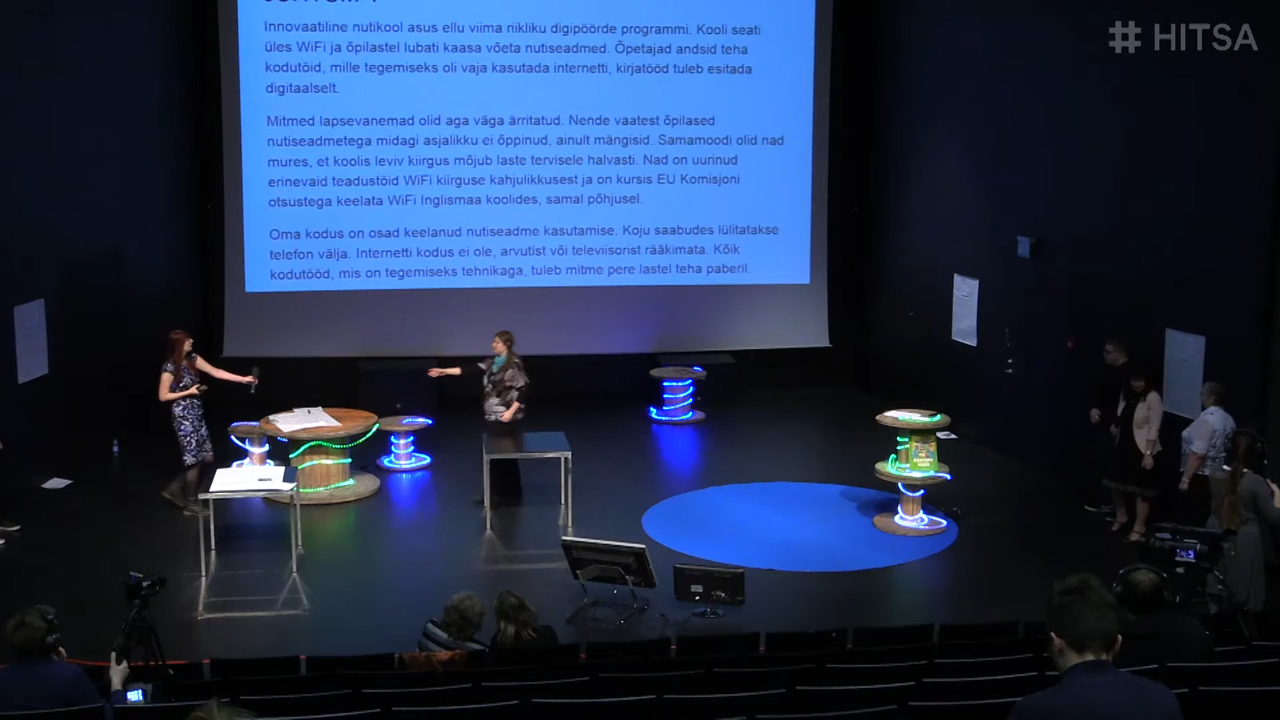 # HITSA
Innovaatiline nutikool asus ellu viima riikliku digipöörde programmi. Kooli seati
üles WiFi ja õpilastel lubati kaasa võeta nutiseadmed. Õpetajad andsid teha
kodutöid, mille tegemiseks oli vaja kasutada internetti, kirjatööd tuleb esitada
digitaalselt.
Mitmed lapsevanemad olid aga väga ärritatud. Nende vaatest õpilased
nutiseadmetega midagi asjalikku ei õppinud, ainult mängisid. Samamoodi olid nad
mures, et koolis leviv kiirgus mõjub laste tervisele halvasti. Nad on uurinud
erinevaid teadustöid WiFi kiirguse kahjulikkusest ja on kursis EU Komisjoni
otsustega keelata WiFi Inglismaa koolides, samal põhjusel.
Oma kodus on osad keelanud nutiseadme kasutamise. Koju saabudes lülitatakse
telefon välja. Internetti kodus ei ole, arvutist või televiisorist rääkimata. Kõik
kodutööd, mis on tegemiseks tehnikaga, tuleb mitme pere lastel teha paberil.